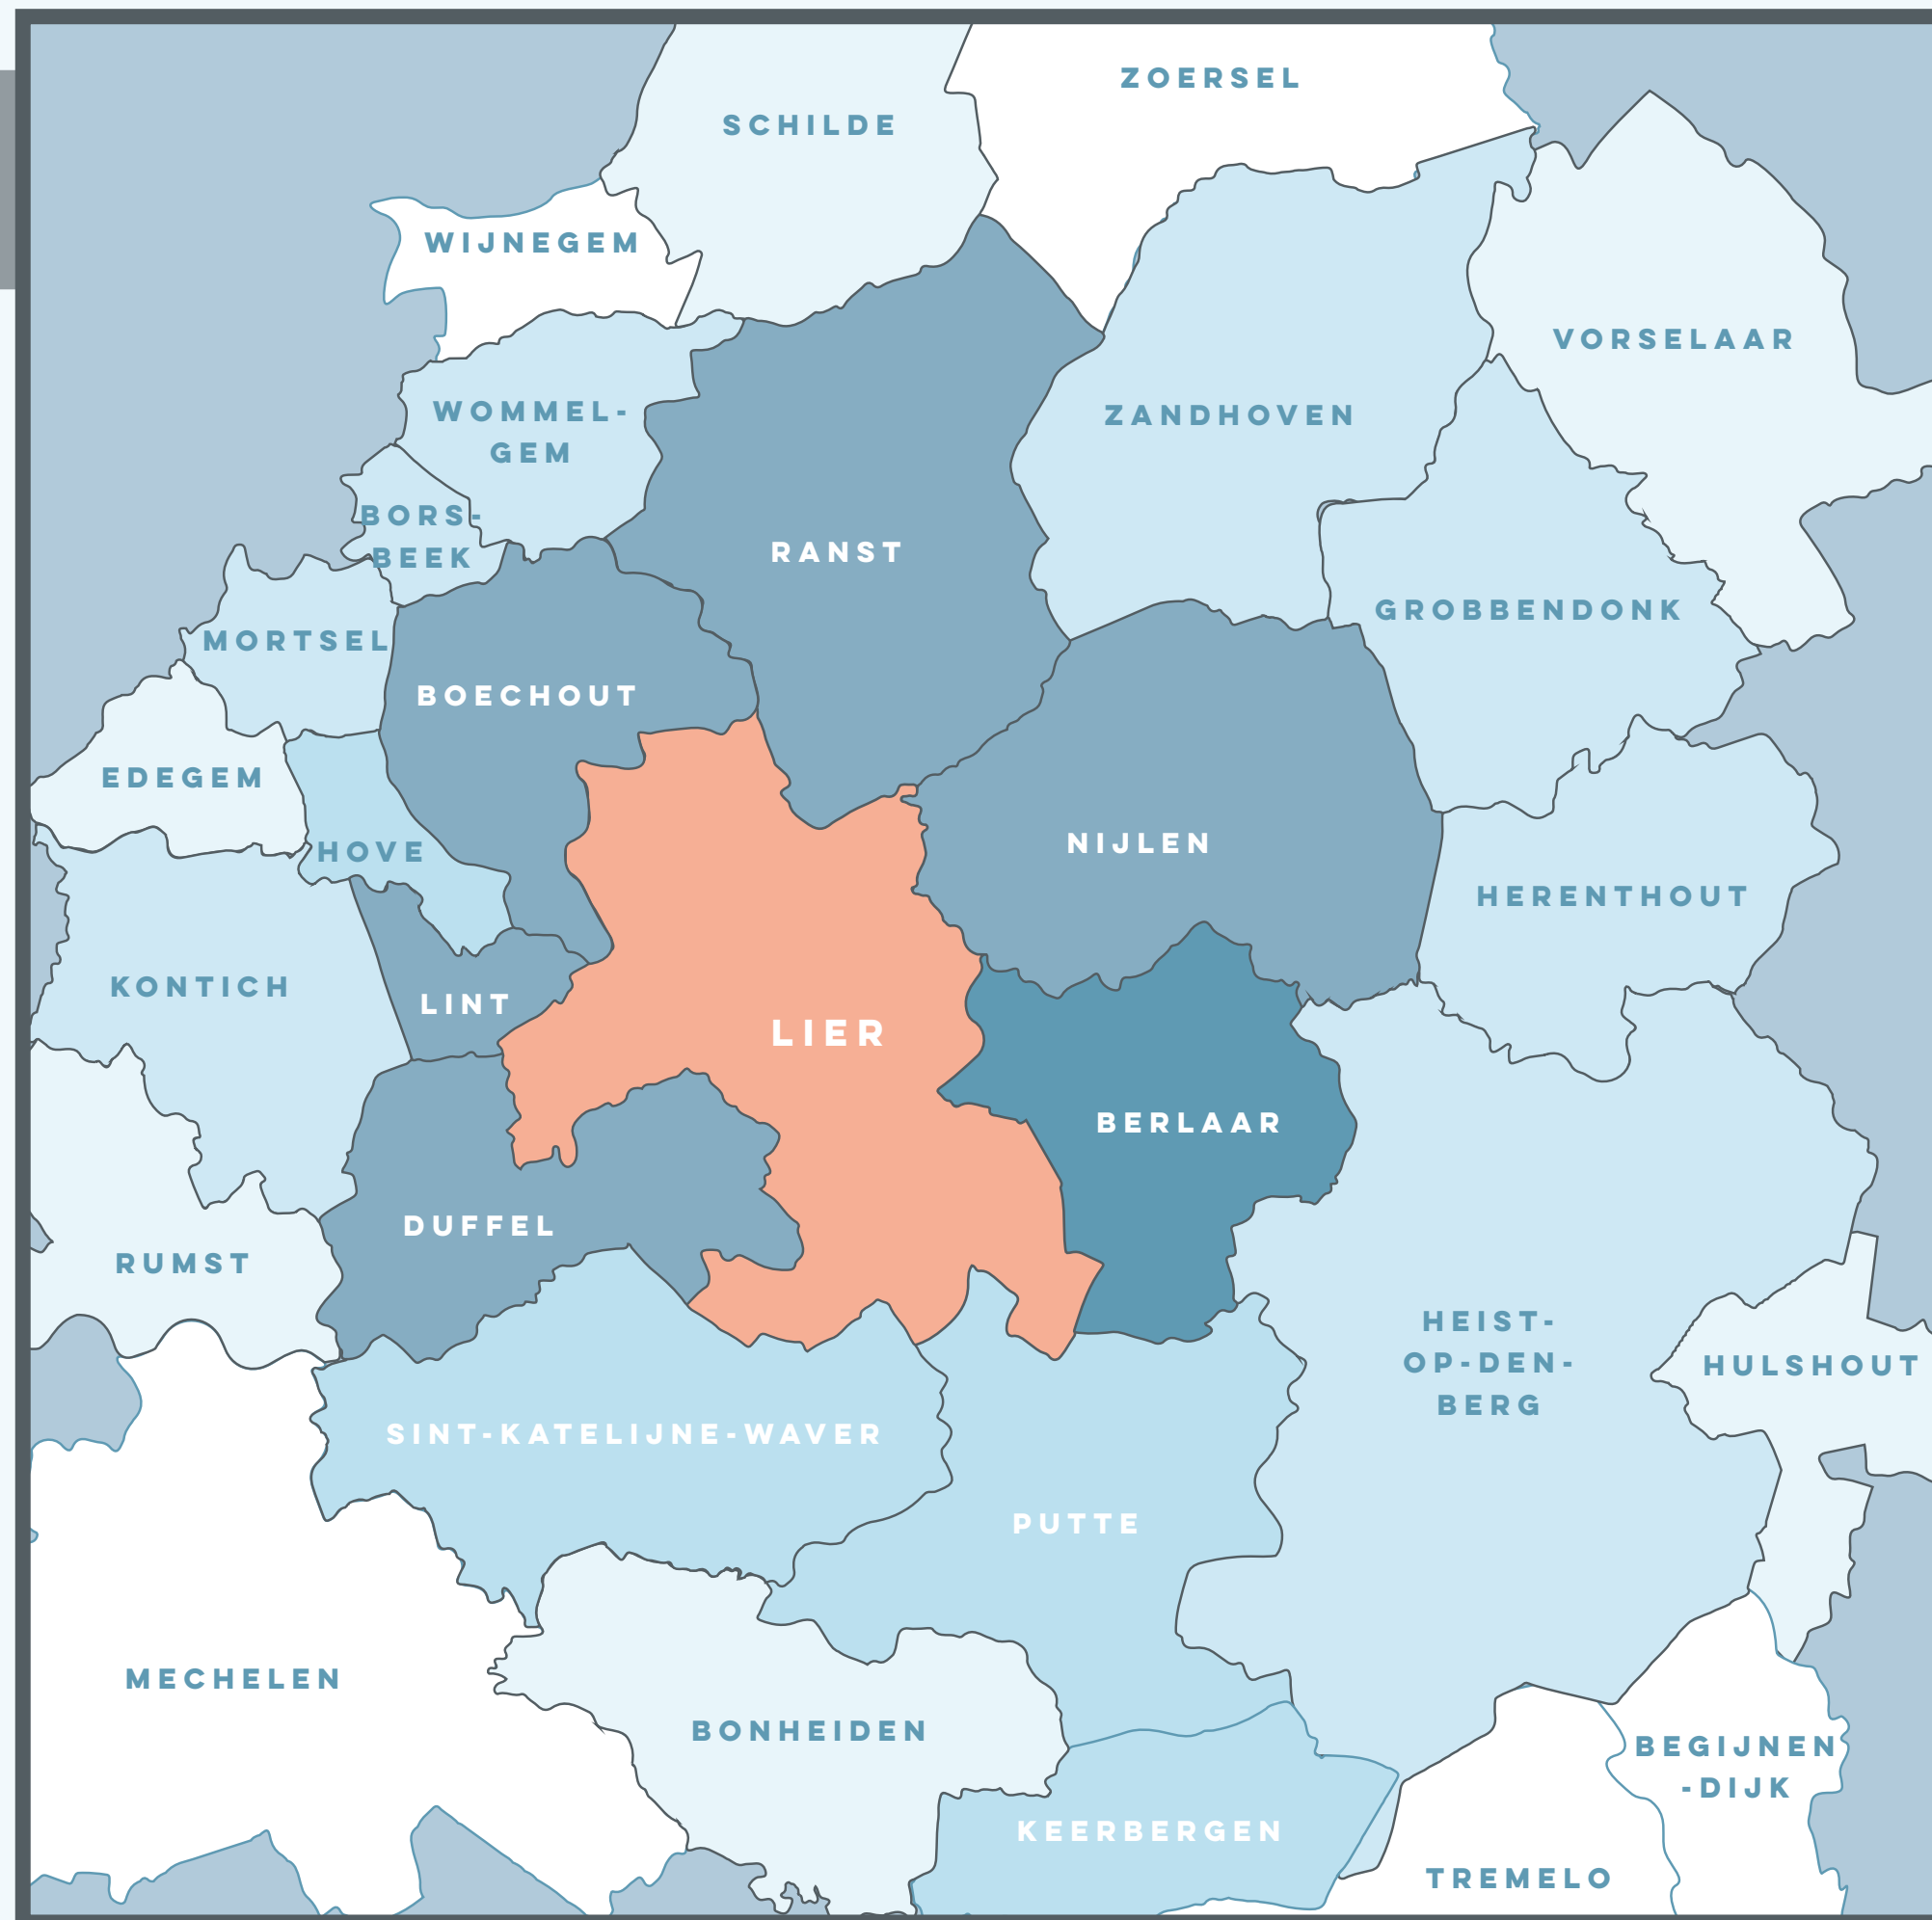 ZOERSEL
SCHILDE
WIJNEGEM
VORSELAAR
WOMMEL-
GEM
ZANDHOVEN
BORS-
BEEK
RANST
GROBBENDONK
MORTSEL
BOECHOUT
EDEGEM
HOVE
NIJLEN
HERENTHOUT
KONTICH
LINT
LIER
BERLAAR
DUFFEL
RUMST
HEIST-
OP-DEN-
BERG
HULSHOUT
SINT-KATELIJNE-WAVER
PUTTE
MECHELEN
BONHEIDEN
BEGIJNEN
-DIJK
KEERBERGEN
TREMELO